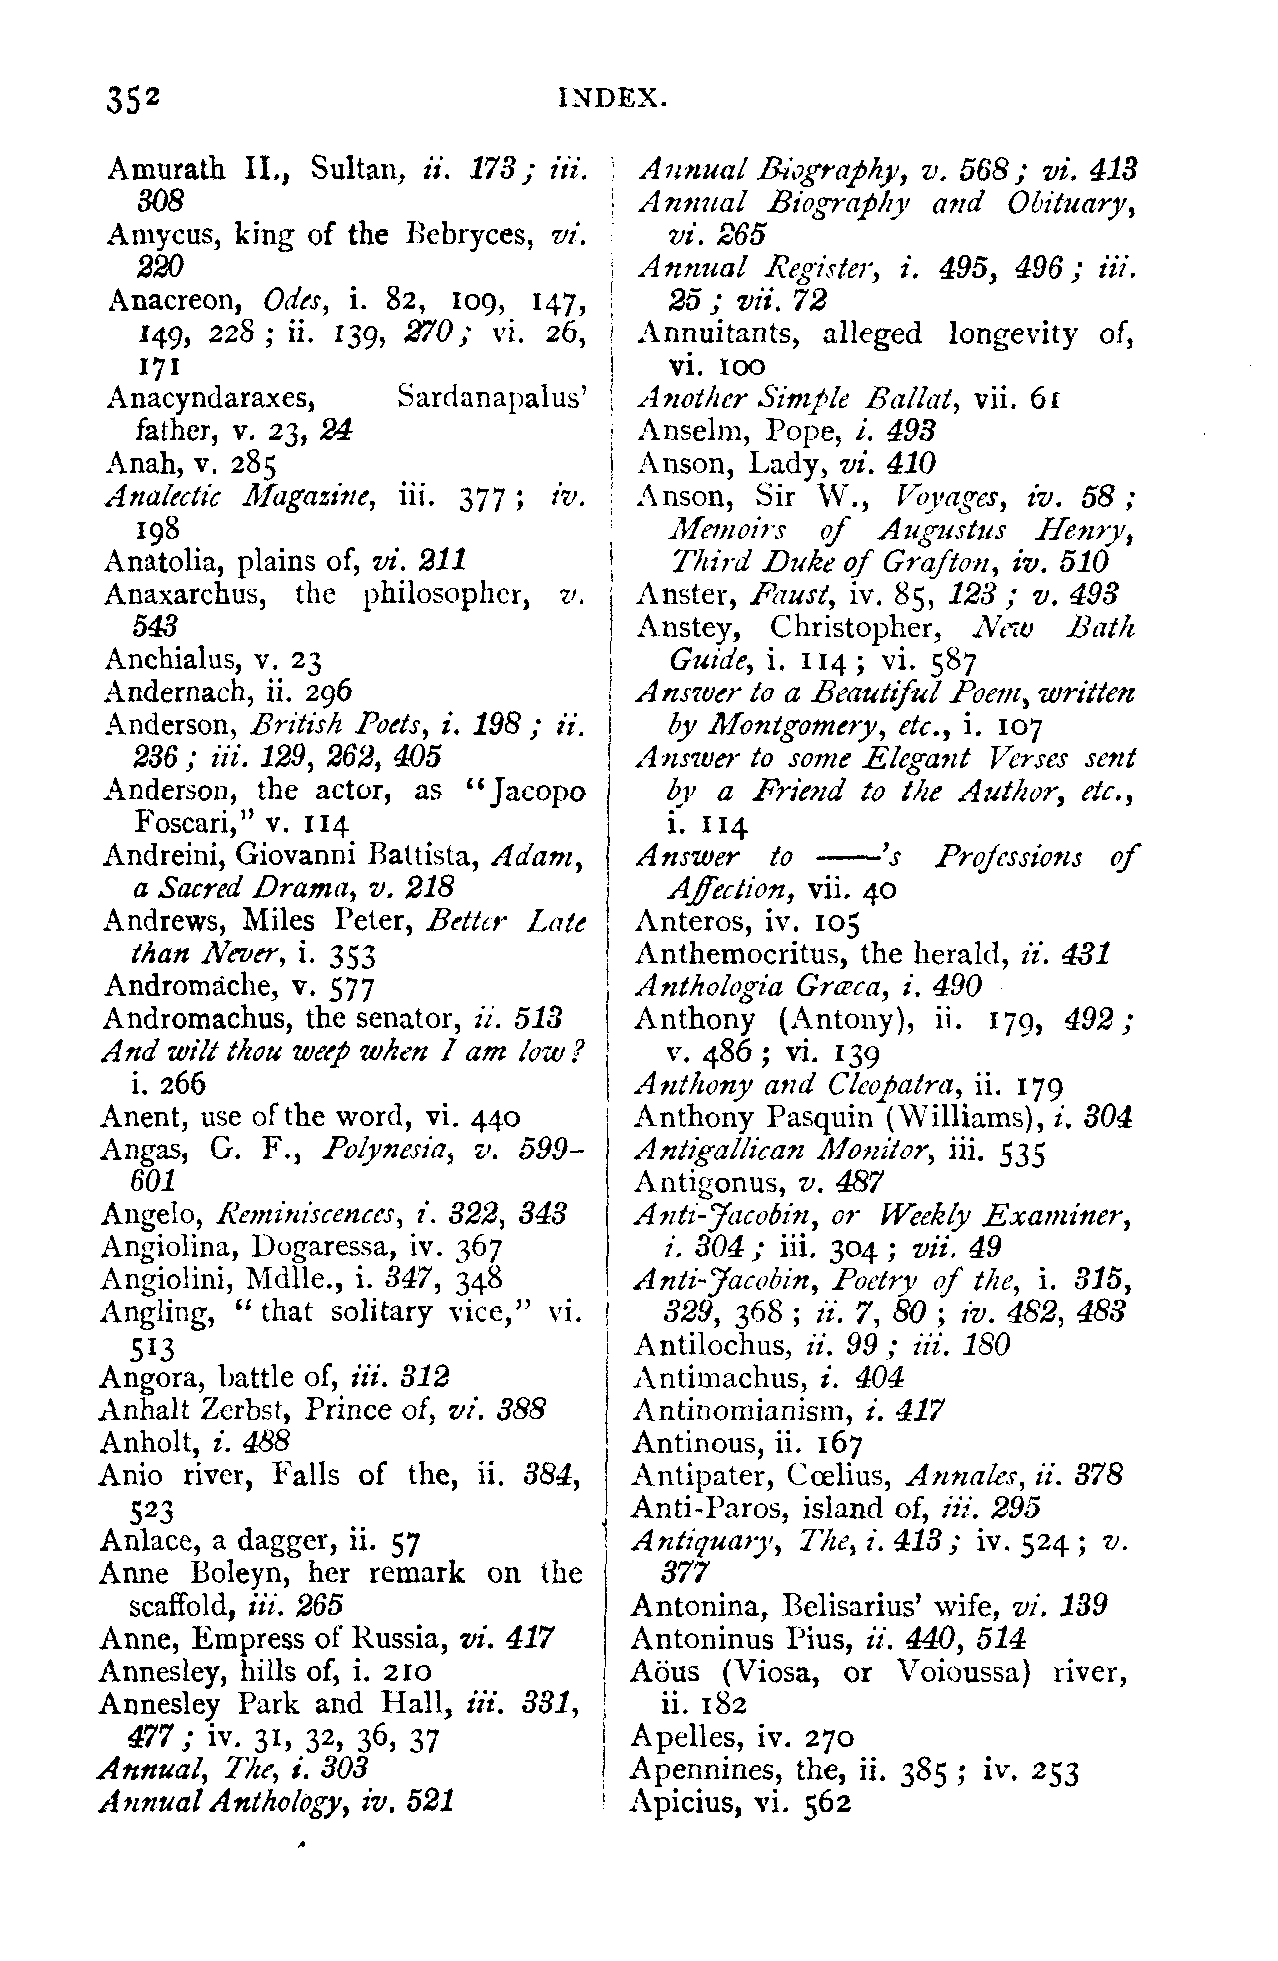 352 INDEX.
Amurath II., Sultan, ii. 173; iii.
308
Amycus, king of the Bebryces, vi.
220
Anacreon, Odes, i. 82, 109, 147,
149, 228; ii. 139, 270; vi. 26,
171
Anacyndaraxes, Sardanapalus'
father, v. 23, 24
Anah, v. 285
Analectic Magazine, iii. 377; iv.
198
Anatolia, plains of, vi. 211
Anaxarchus, the philosopher, v.
543
Anchialus, v. 23
Andernach, ii. 296
Anderson, British Poets, i. 198; ii.
236; iii. 129, 262, 405
Anderson, the actor, as "Jacopo
Foscari," v. 114
Andreini, Giovanni Battista, Adam,
a Sacred Drama, v. 218
Andrews, Miles Peter, Better Late
than Never, i. 353
Andromache, v. 577
Andromachus, the senator, ii. 513
And wilt thou weep when I am low?
i. 266
Anent, use of the word, vi. 440
Angas, G. F., Polynesia, v. 599-
601
Angelo, Reminiscences, i. 322, 343
Angiolina, Dogaressa, iv. 367
Angiolini, Mdlle., i. 347, 348
Angling, "that solitary vice," vi.
513
Angora, battle of, iii. 312
Anhalt Zerbst, Prince of, vi. 388
Anholt, i. 488
Anio river, Falls of the, ii. 384,
523
Anlace, a dagger, ii. 57
Anne Boleyn, her remark on the
scaffold, iii. 265
Anne, Empress of Russia, vi. 417
Annesley, hills of, i. 210
Annesley Park and Hall, iii. 331,
477; iv. 31, 32, 36, 37
Annual, The, i. 303
Annual Anthology, iv. 521
Annual Biography, v. 568; vi. 413
Annual Biography and Obituary,
vi. 265
Annual Register, i. 495, 496; iii.
25; vii. 72
Annuitants, alleged longevity of,
vi. 100
Another Simple Ballat, vii. 61
Anselm, Pope, i. 493
Anson, Lady, vi. 410
Anson, Sir W., Voyages, iv. 58;
Memoirs of Augustus Henry,
Third Duke of Grafton, iv. 510
Anster, Faust, iv. 85, 123; v. 493
Anstey, Christopher, New Bath
Guide, i. 114; vi. 587
Answer to a Beautiful Poem, written
by Montgomery, etc., i. 107
Answer to some Elegant Verses sent
by a Friend to the Author, etc.,
i. 114
Answer to ——'s Professions of
Affection, vii. 40
Anteros, iv. 105
Anthemocritus, the herald, ii. 431
Anthologia Græca, i. 490
Anthony (Antony), ii. 179, 492;
v. 486; vi. 139
Anthony and Cleopatra, ii. 179
Anthony Pasquin (Williams), i. 304
Antigallican Monitor, iii. 535
Antigonus, v. 487
Anti-Jacobin, or Weekly Examiner,
i. 304; iii. 304; vii. 49
Anti-Jacobin, Poetry of the, i. 315,
329, 368; ii. 7, 80; iv. 482, 483
Antilochus, ii. 99; iii. 180
Antimachus, i. 404
Antinomianism, i. 417
Antinous, ii. 167
Antipater, Cœlius, Annales, ii. 378
Anti-Paros, island of, iii. 295
Antiquary, The, i. 413; iv. 524; v.
377
Antonina, Belisarius' wife, vi. 139
Antoninus Pius, ii. 440, 514
Aöus (Viosa, or Voioussa) river,
ii. 182
Apelles, iv. 270
Apennines, the, ii. 385; iv. 253
Apicius, vi. 562